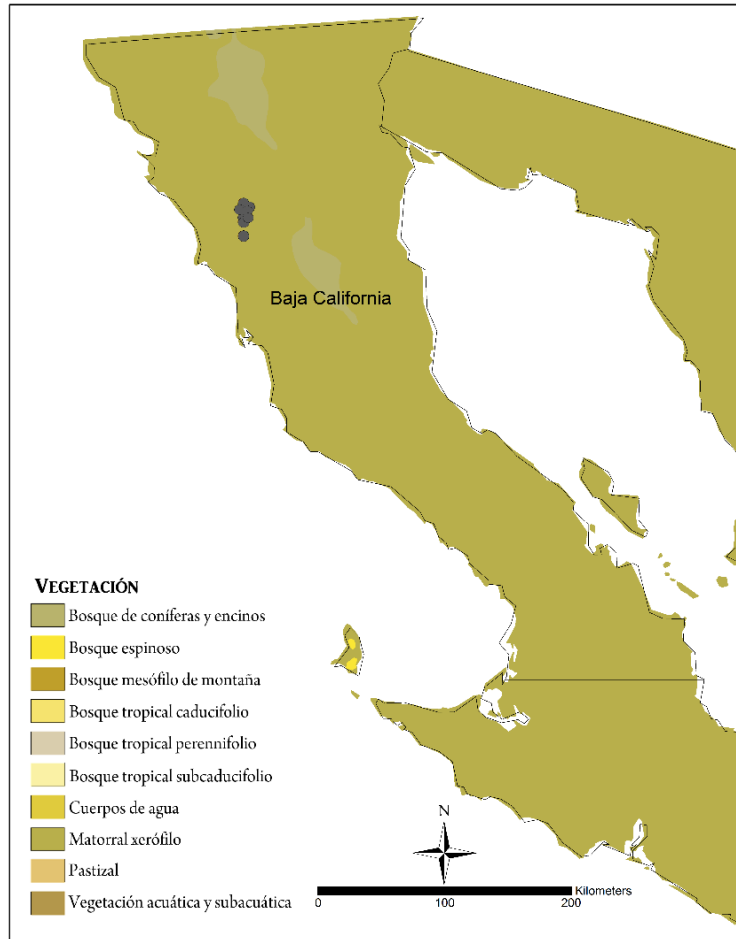 Baja California
VEGETACIÓN
Bosque de coníferas y encinos
Bosque espinoso
Bosque mesófilo de montaña
Bosque tropical caducifolio
Bosque tropical perennifolio
Bosque tropical subcaducifolio
Cuerpos de agua
Matorral xerófilo
Pastizal
Vegetación acuática y subacuática
N
Kilometers
0 100 200